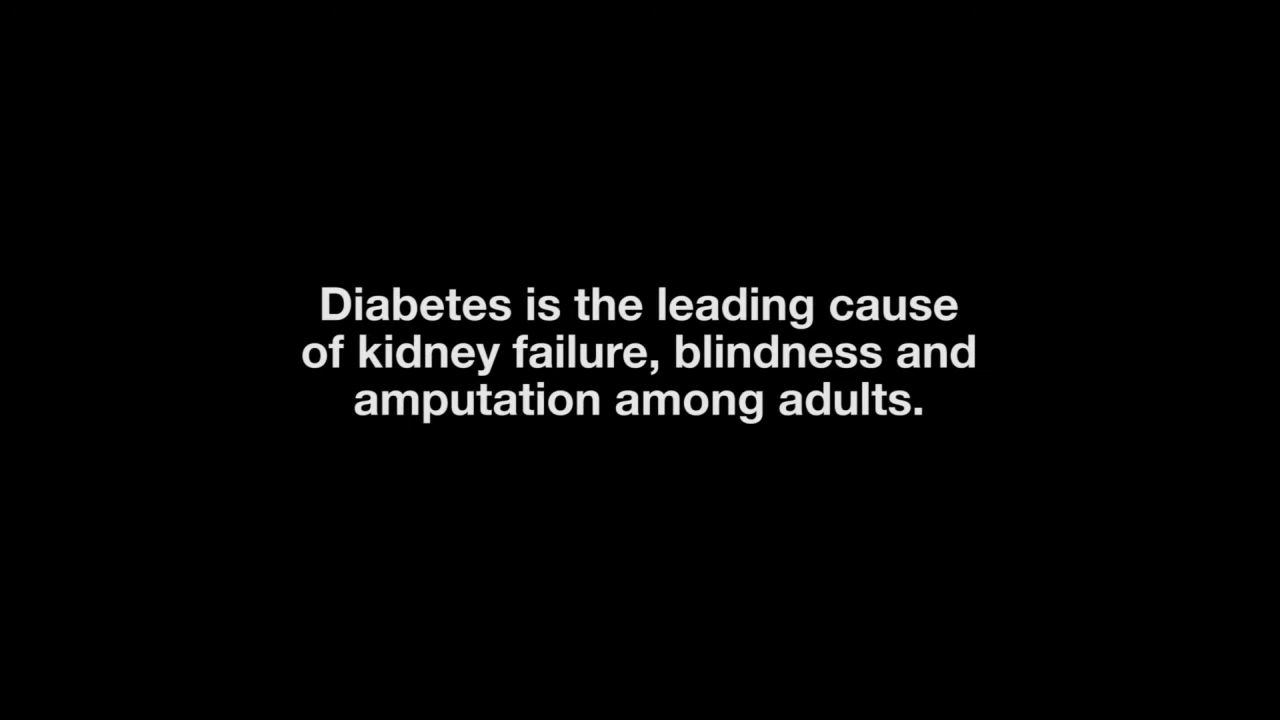 Diabetes is the leading cause
of kidney failure, blindness and
amputation among adults.